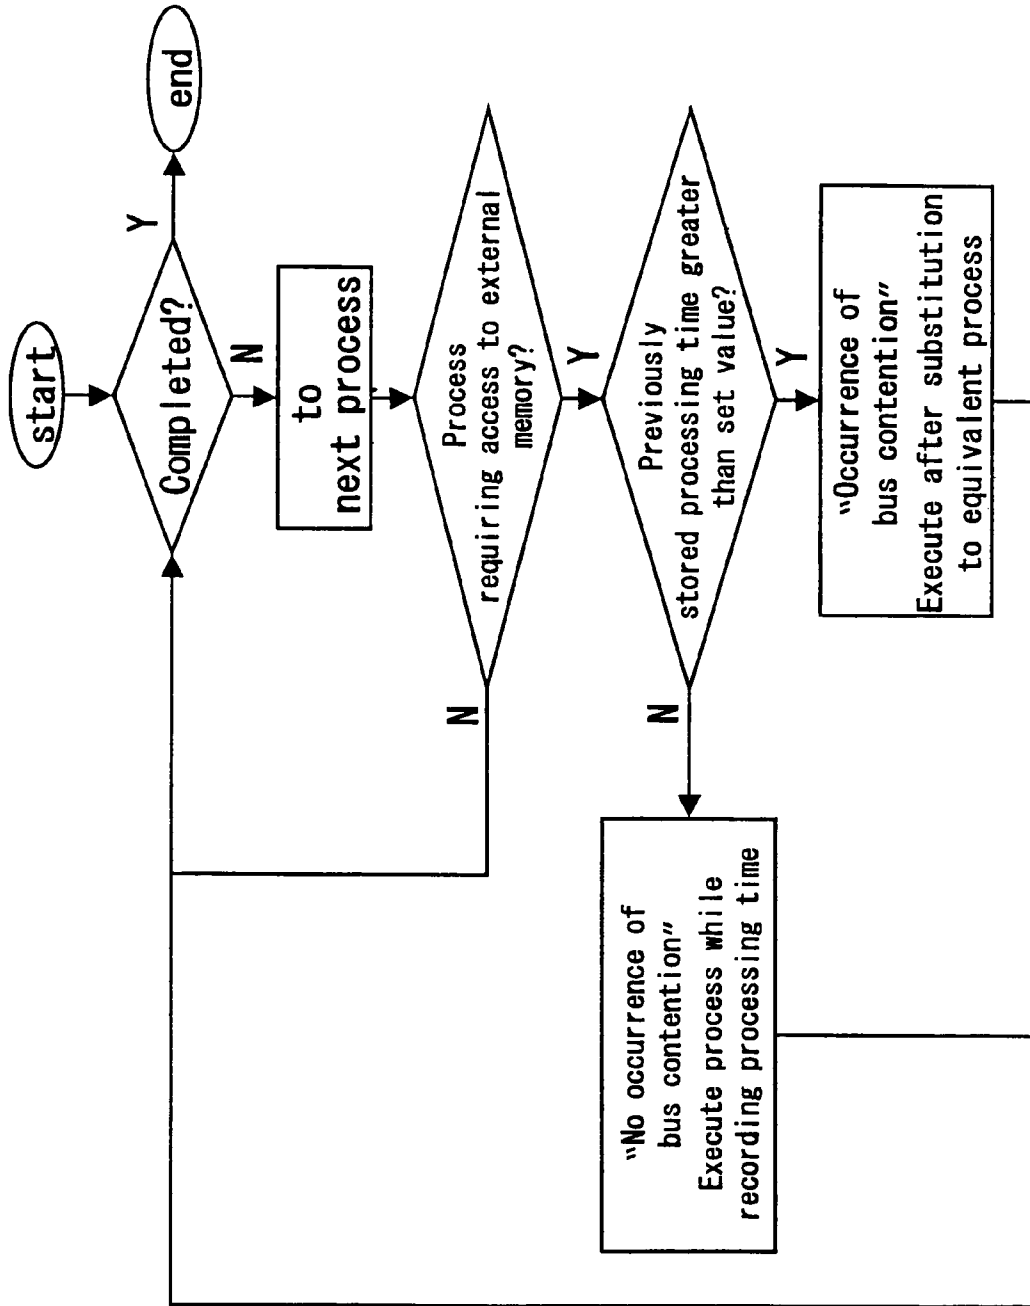 start
Completed?
Y
end
N
to
next process
Process
requiring access to external
memory?
N
Y
Previously
stored processing time greater
than set value?
N
Y
"No occurrence of
bus contention"
Execute process while
recording processing time
"Occurrence of
bus contention"
Execute after substitution
to equivalent process